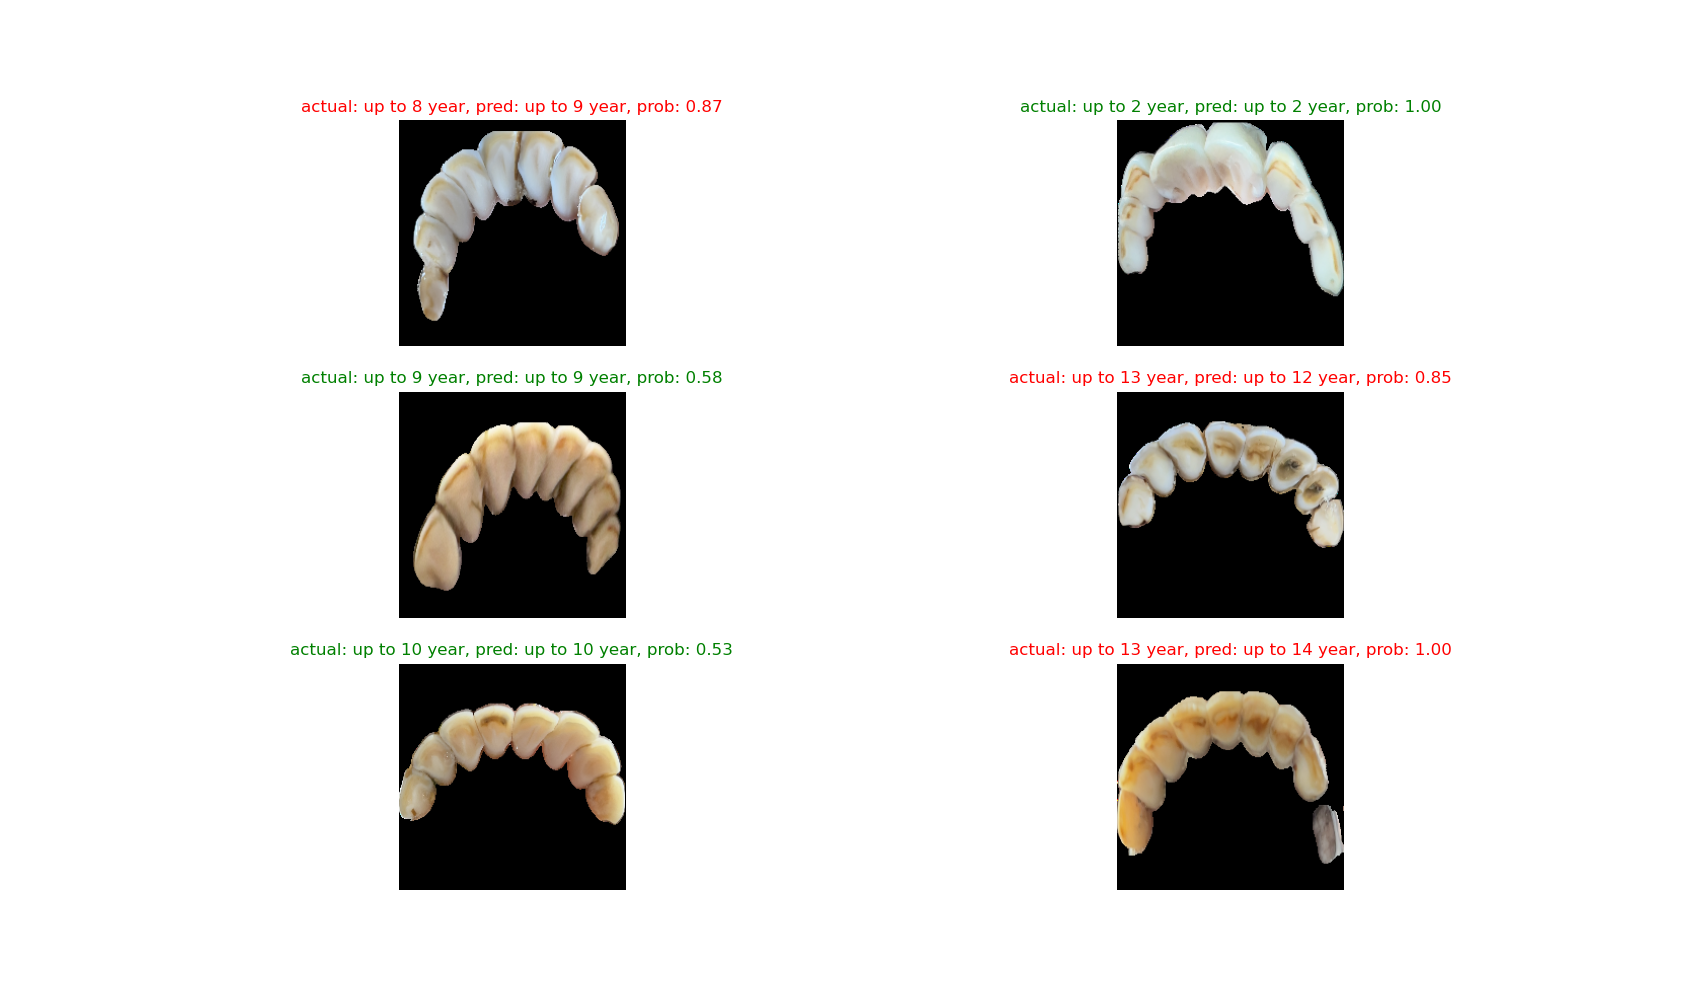 actual: up to 8 year, pred: up to 9 year, prob: 0.87
actual: up to 2 year, pred: up to 2 year, prob: 1.00
actual: up to 9 year, pred: up to 9 year, prob: 0.58
actual: up to 13 year, pred: up to 12 year, prob: 0.85
actual: up to 10 year, pred: up to 10 year, prob: 0.53
actual: up to 13 year, pred: up to 14 year, prob: 1.00